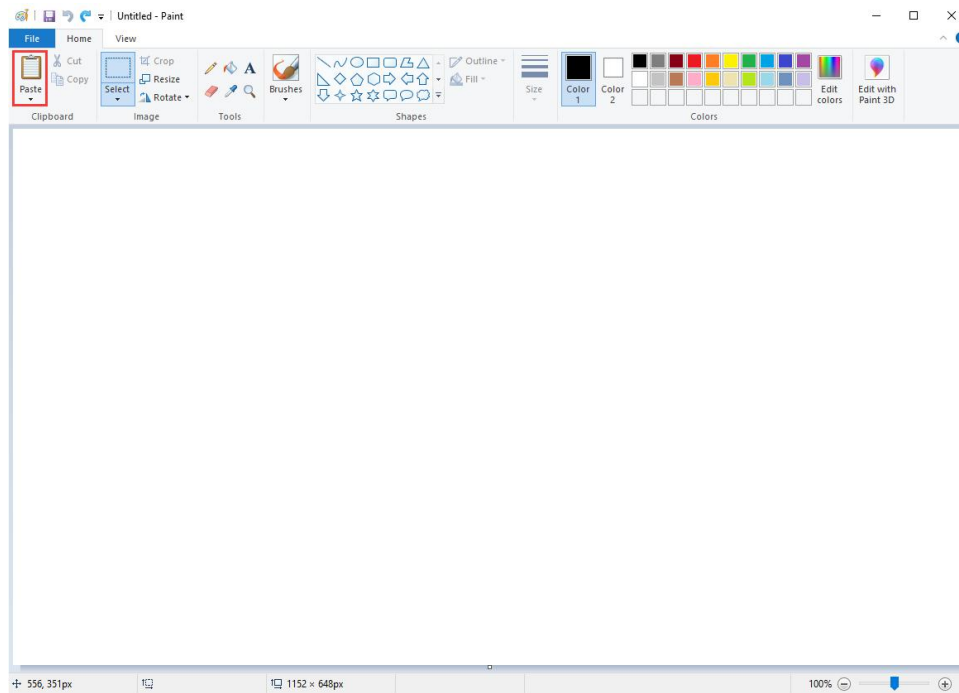 Untitled - Paint
File Home View
Paste Cut Copy
Select Crop Resize Rotate
A
Brushes
Outline Fill
Size
Color 1 Color 2
Edit colors
Edit with Paint 3D
Clipboard Image Tools Shapes Colors
556, 351px 1152 × 648px 100%